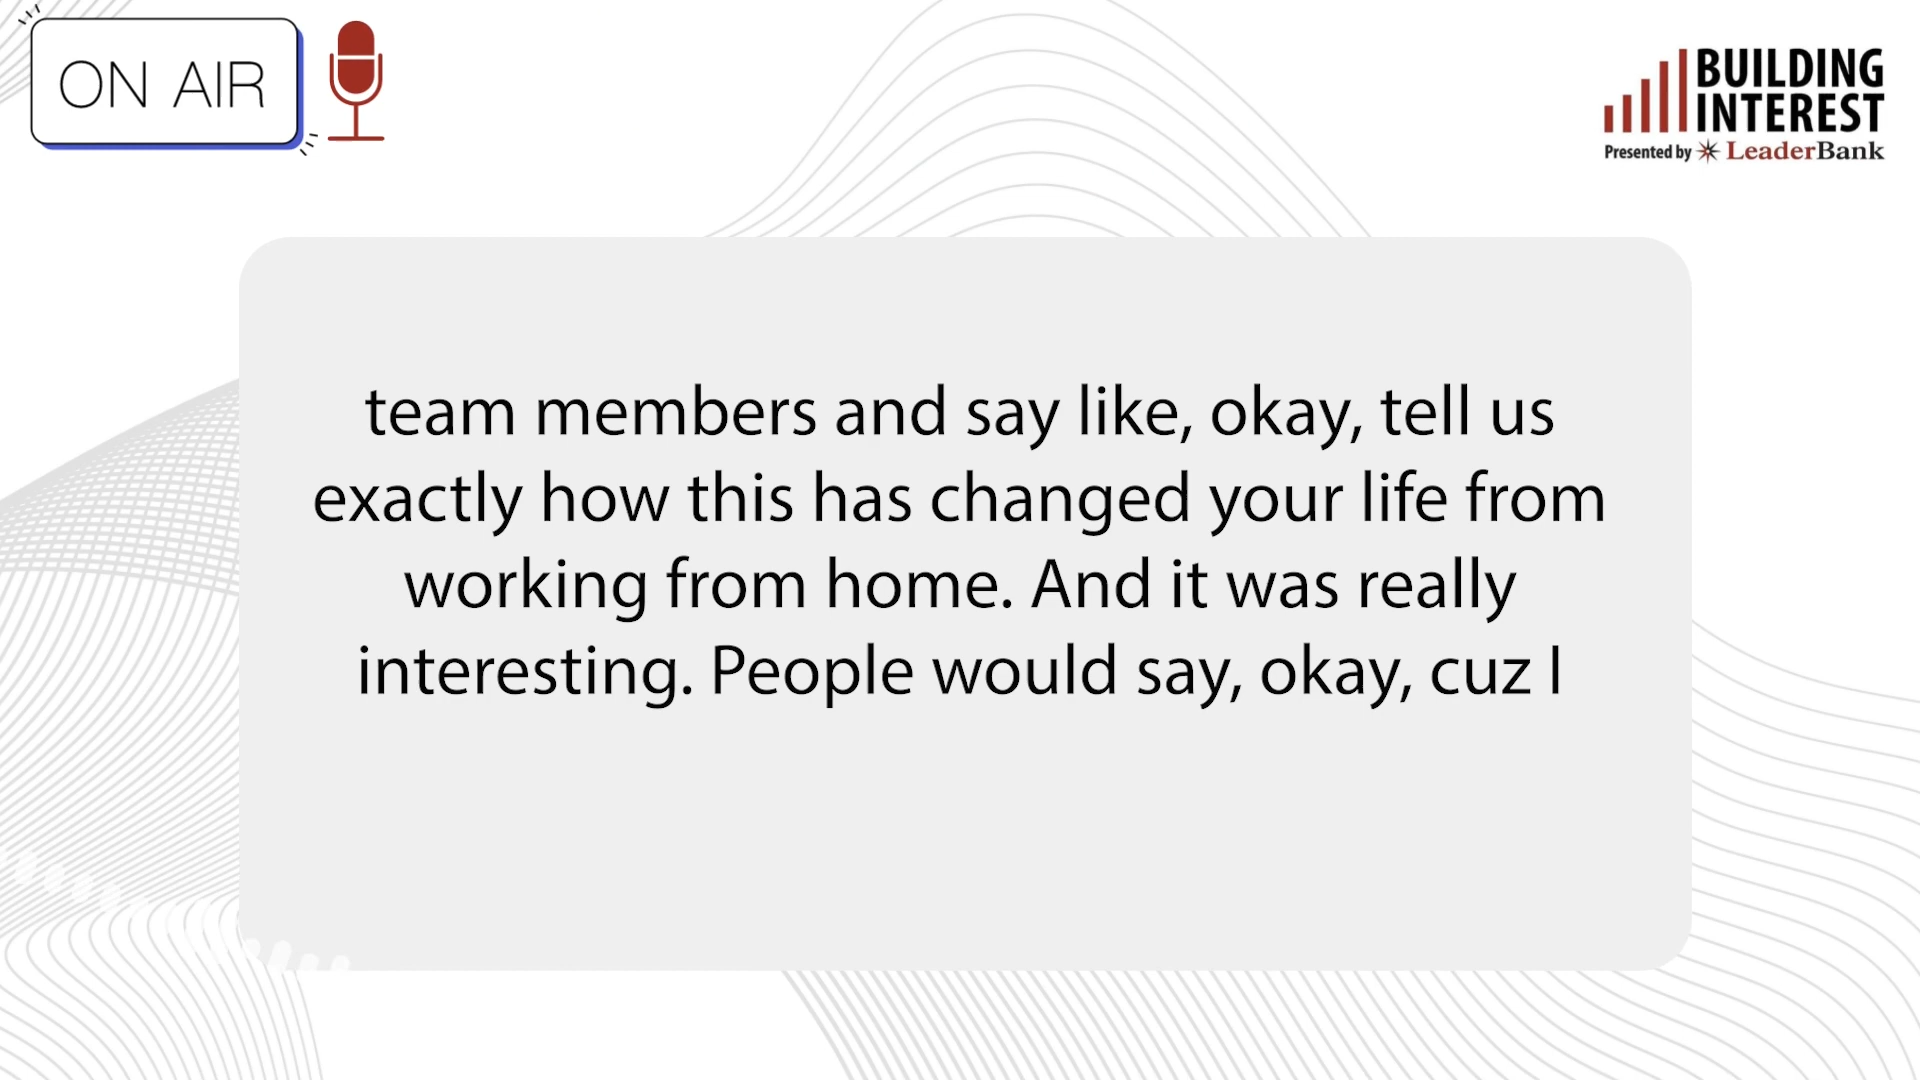 ON AIR
BUILDING
INTEREST
Presented by LeaderBank
team members and say like, okay, tell us
exactly how this has changed your life from
working from home. And it was really
interesting. People would say, okay, cuz I